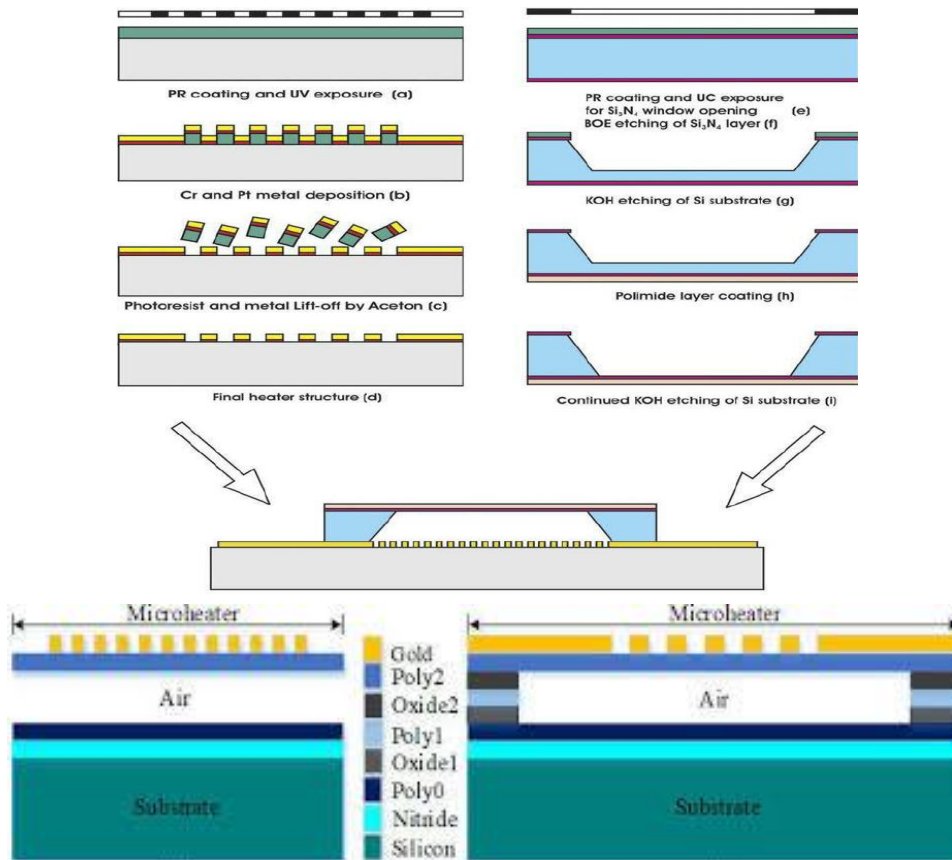 PR coating and UV exposure (a)
Cr and Pt metal deposition (b)
Photoresist and metal Lift-off by Aceton (c)
Final heater structure (d)
PR coating and UC exposure
for Si₃N₄ window opening (e)
BOE etching of Si₃N₄ layer (f)
KOH etching of Si substrate (g)
Polimide layer coating (h)
Continued KOH etching of Si substrate (i)
Microheater
Air
Substrate
Gold
Poly2
Oxide2
Poly1
Oxide1
Poly0
Nitride
Silicon
Microheater
Air
Substrate